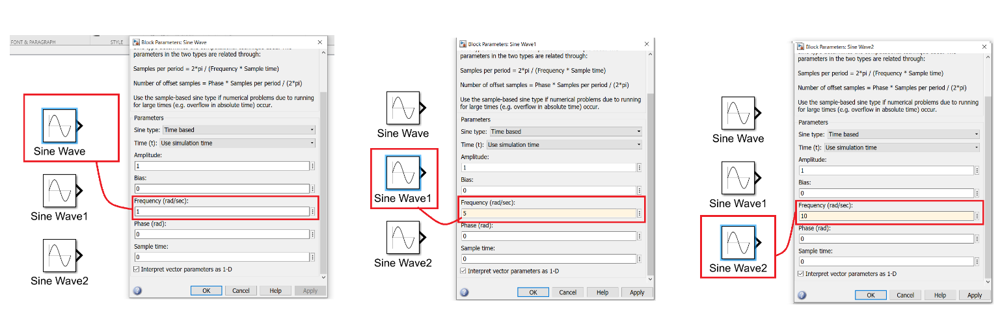 FONT & PARAGRAPH
STYLE
Sine Wave
Sine Wave1
Sine Wave2
Block Parameters: Sine Wave
parameters in the two types are related through:
Samples per period = 2*pi / (Frequency * Sample time)
Number of offset samples = Phase * Samples per period / (2*pi)
Use the sample-based sine type if numerical problems due to running
for large times (e.g. overflow in absolute time) occur.
Parameters
Sine type: Time based
Time (t): Use simulation time
Amplitude:
1
Bias:
0
Frequency (rad/sec):
1
Phase (rad):
0
Sample time:
0
Interpret vector parameters as 1-D
OK Cancel Help Apply
Sine Wave
Sine Wave1
Sine Wave2
Block Parameters: Sine Wave1
parameters in the two types are related through:
Samples per period = 2*pi / (Frequency * Sample time)
Number of offset samples = Phase * Samples per period / (2*pi)
Use the sample-based sine type if numerical problems due to running
for large times (e.g. overflow in absolute time) occur.
Parameters
Sine type: Time based
Time (t): Use simulation time
Amplitude:
1
Bias:
0
Frequency (rad/sec):
5
Phase (rad):
0
Sample time:
0
Interpret vector parameters as 1-D
OK Cancel Help Apply
Sine Wave
Sine Wave1
Sine Wave2
Block Parameters: Sine Wave2
parameters in the two types are related through:
Samples per period = 2*pi / (Frequency * Sample time)
Number of offset samples = Phase * Samples per period / (2*pi)
Use the sample-based sine type if numerical problems due to running
for large times (e.g. overflow in absolute time) occur.
Parameters
Sine type: Time based
Time (t): Use simulation time
Amplitude:
1
Bias:
0
Frequency (rad/sec):
10
Phase (rad):
0
Sample time:
0
Interpret vector parameters as 1-D
OK Cancel Help Apply